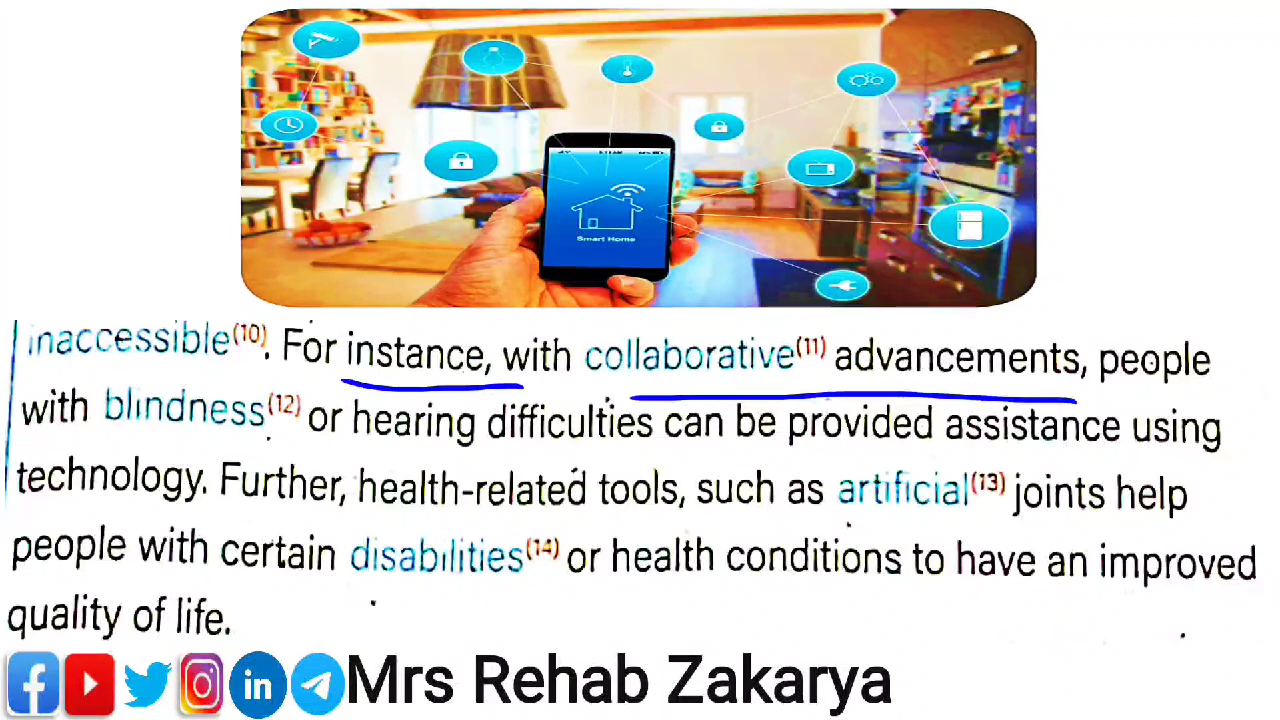 Smart Home
inaccessible(10). For instance, with collaborative(11) advancements, people
with blindness(12) or hearing difficulties can be provided assistance using
technology. Further, health-related tools, such as artificial(13) joints help
people with certain disabilities(14) or health conditions to have an improved
quality of life.
Mrs Rehab Zakarya